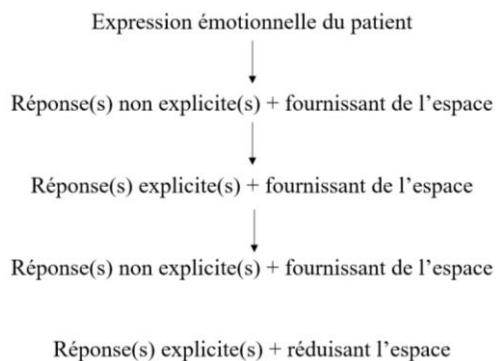 Expression émotionnelle du patient
Réponse(s) non explicite(s) + fournissant de l'espace
Réponse(s) explicite(s) + fournissant de l'espace
Réponse(s) non explicite(s) + fournissant de l'espace
Réponse(s) explicite(s) + réduisant l'espace